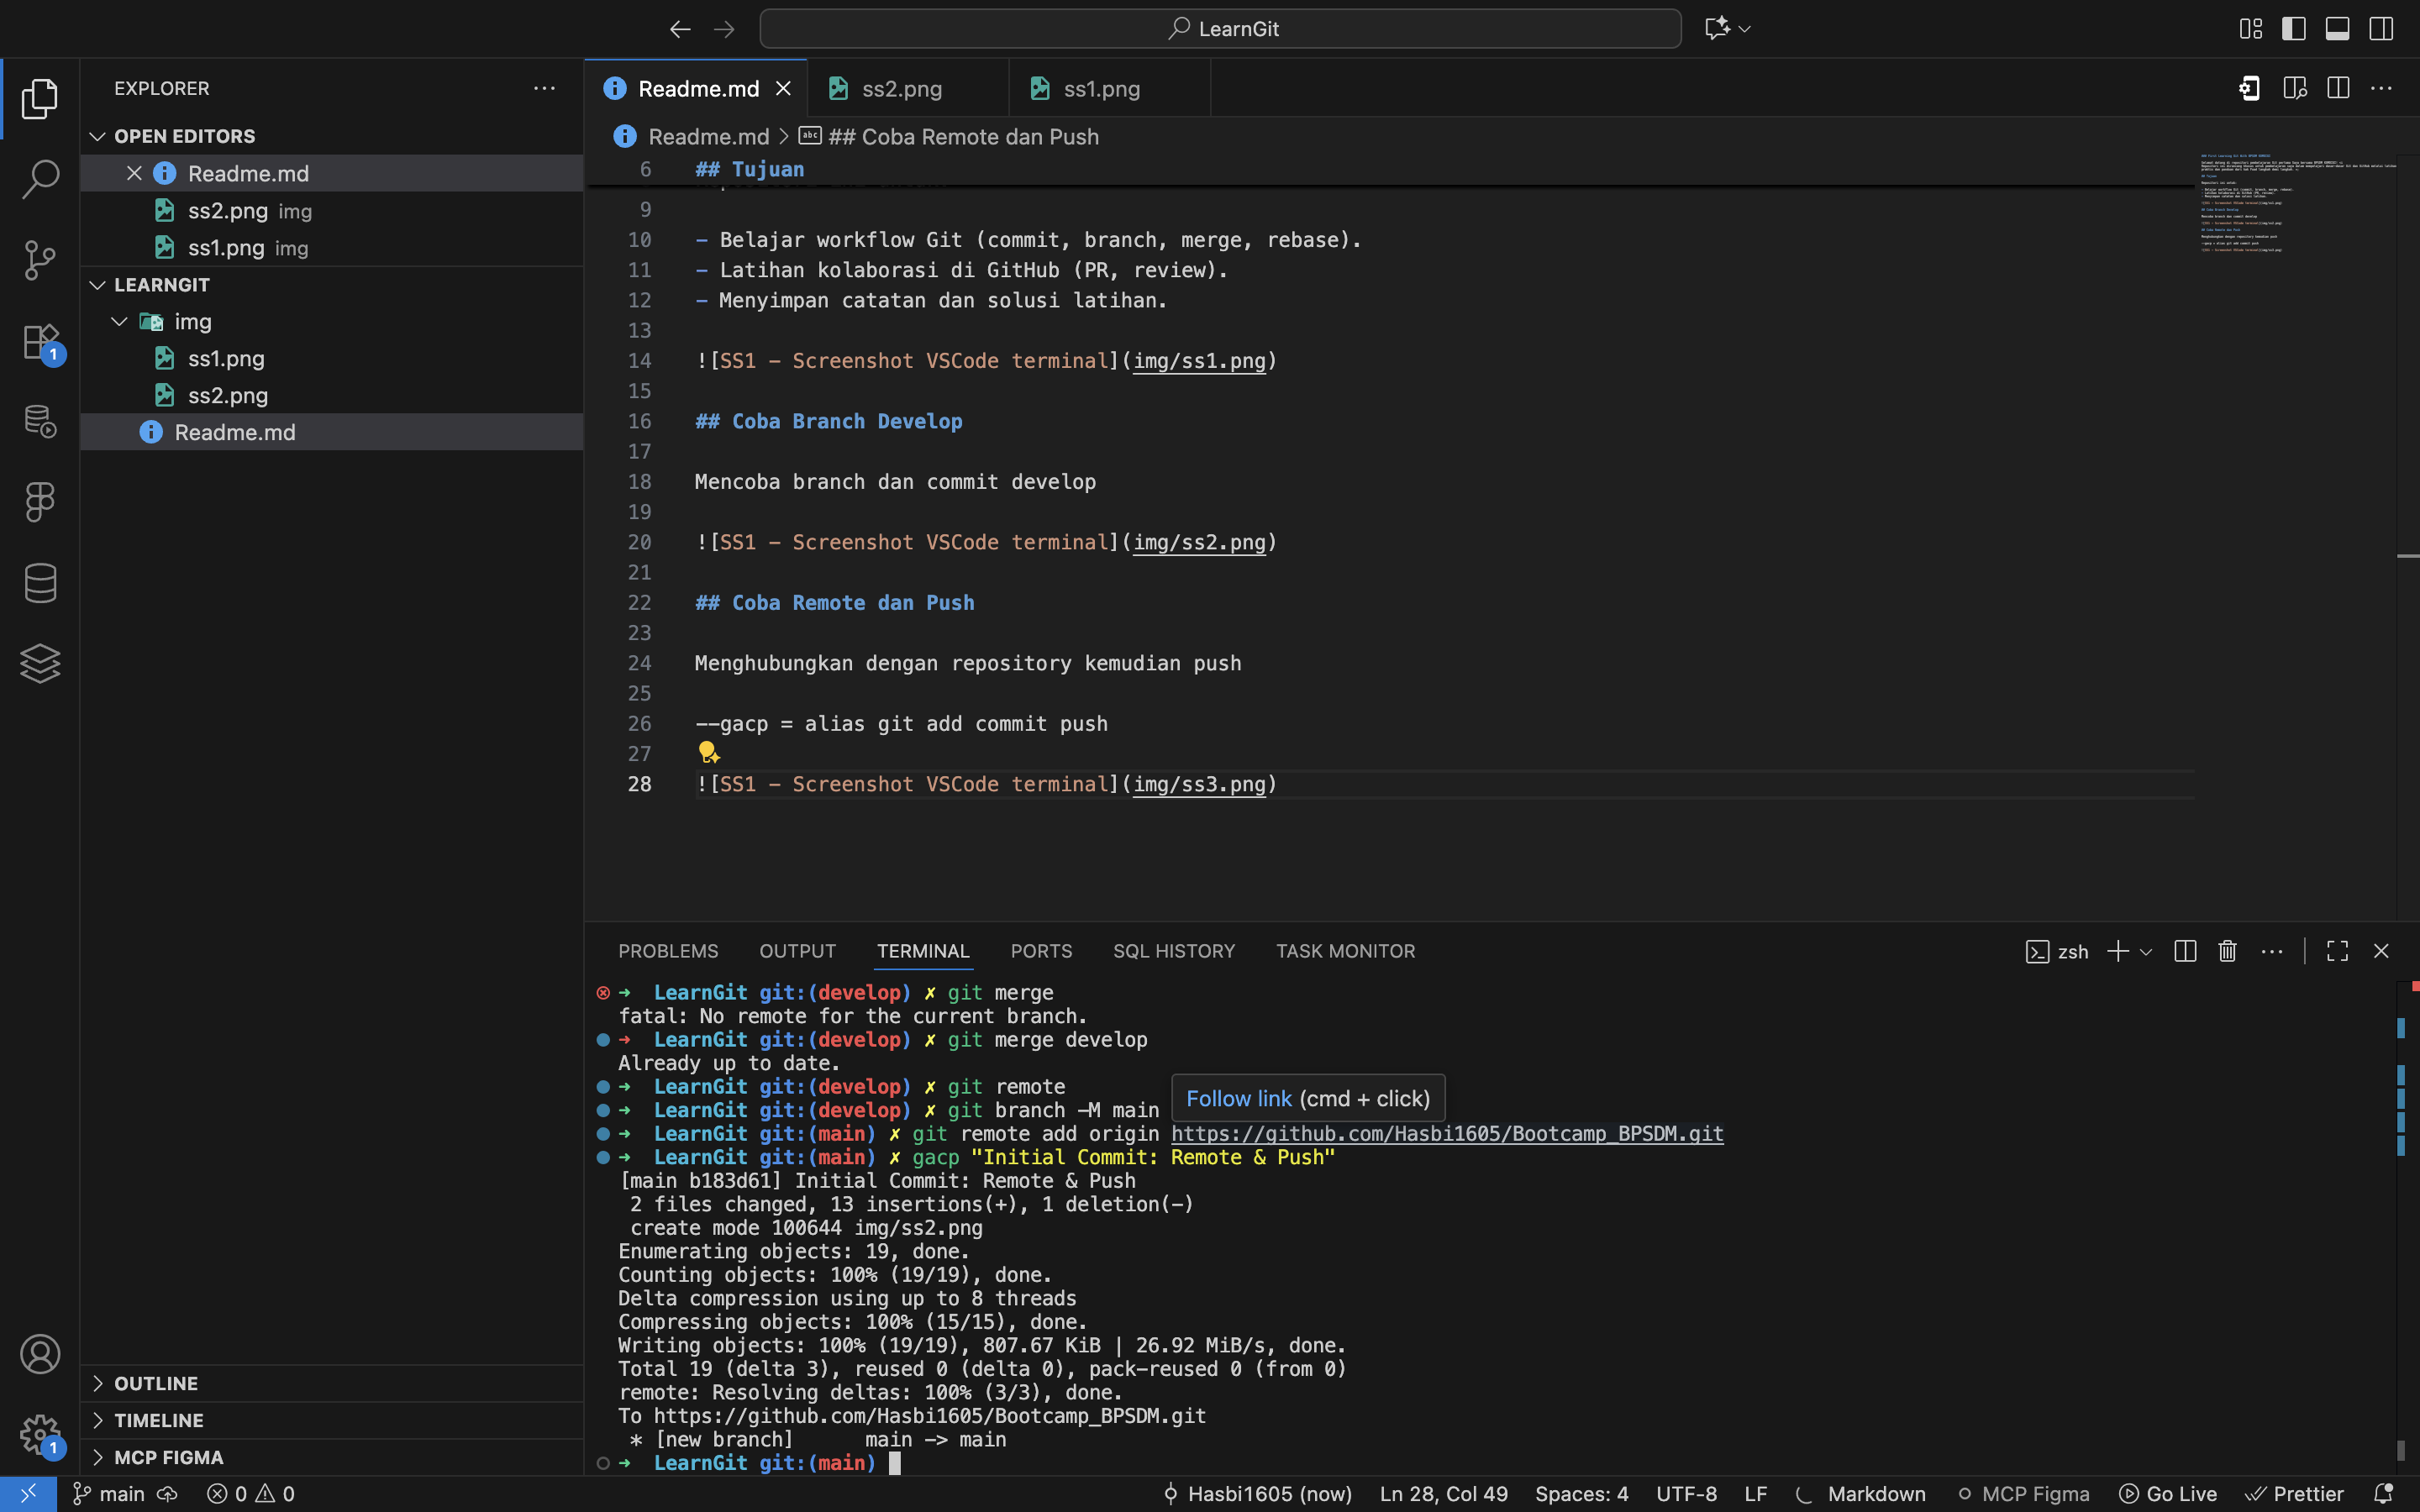 LearnGit
EXPLORER
OPEN EDITORS
Readme.md
ss2.png img
ss1.png img
LEARNGIT
img
ss1.png
ss2.png
Readme.md
OUTLINE
TIMELINE
MCP FIGMA
1
1
Readme.md
ss2.png
ss1.png
Readme.md > ## Coba Remote dan Push
6 ## Tujuan
9
10 - Belajar workflow Git (commit, branch, merge, rebase).
11 - Latihan kolaborasi di GitHub (PR, review).
12 - Menyimpan catatan dan solusi latihan.
13
14 ![SS1 - Screenshot VSCode terminal](img/ss1.png)
15
16 ## Coba Branch Develop
17
18 Mencoba branch dan commit develop
19
20 ![SS1 - Screenshot VSCode terminal](img/ss2.png)
21
22 ## Coba Remote dan Push
23
24 Menghubungkan dengan repository kemudian push
25
26 --gacp = alias git add commit push
27
28 ![SS1 - Screenshot VSCode terminal](img/ss3.png)
PROBLEMS OUTPUT TERMINAL PORTS SQL HISTORY TASK MONITOR
zsh
➜ LearnGit git:(develop) ✗ git merge
fatal: No remote for the current branch.
➜ LearnGit git:(develop) ✗ git merge develop
Already up to date.
➜ LearnGit git:(develop) ✗ git remote
➜ LearnGit git:(develop) ✗ git branch -M main
Follow link (cmd + click)
➜ LearnGit git:(main) ✗ git remote add origin https://github.com/Hasbi1605/Bootcamp_BPSDM.git
➜ LearnGit git:(main) ✗ gacp "Initial Commit: Remote & Push"
[main b183d61] Initial Commit: Remote & Push
2 files changed, 13 insertions(+), 1 deletion(-)
create mode 100644 img/ss2.png
Enumerating objects: 19, done.
Counting objects: 100% (19/19), done.
Delta compression using up to 8 threads
Compressing objects: 100% (15/15), done.
Writing objects: 100% (19/19), 807.67 KiB | 26.92 MiB/s, done.
Total 19 (delta 3), reused 0 (delta 0), pack-reused 0 (from 0)
remote: Resolving deltas: 100% (3/3), done.
To https://github.com/Hasbi1605/Bootcamp_BPSDM.git
* [new branch] main -> main
➜ LearnGit git:(main)
main 0 0 Hasbi1605 (now) Ln 28, Col 49 Spaces: 4 UTF-8 LF Markdown MCP Figma Go Live Prettier